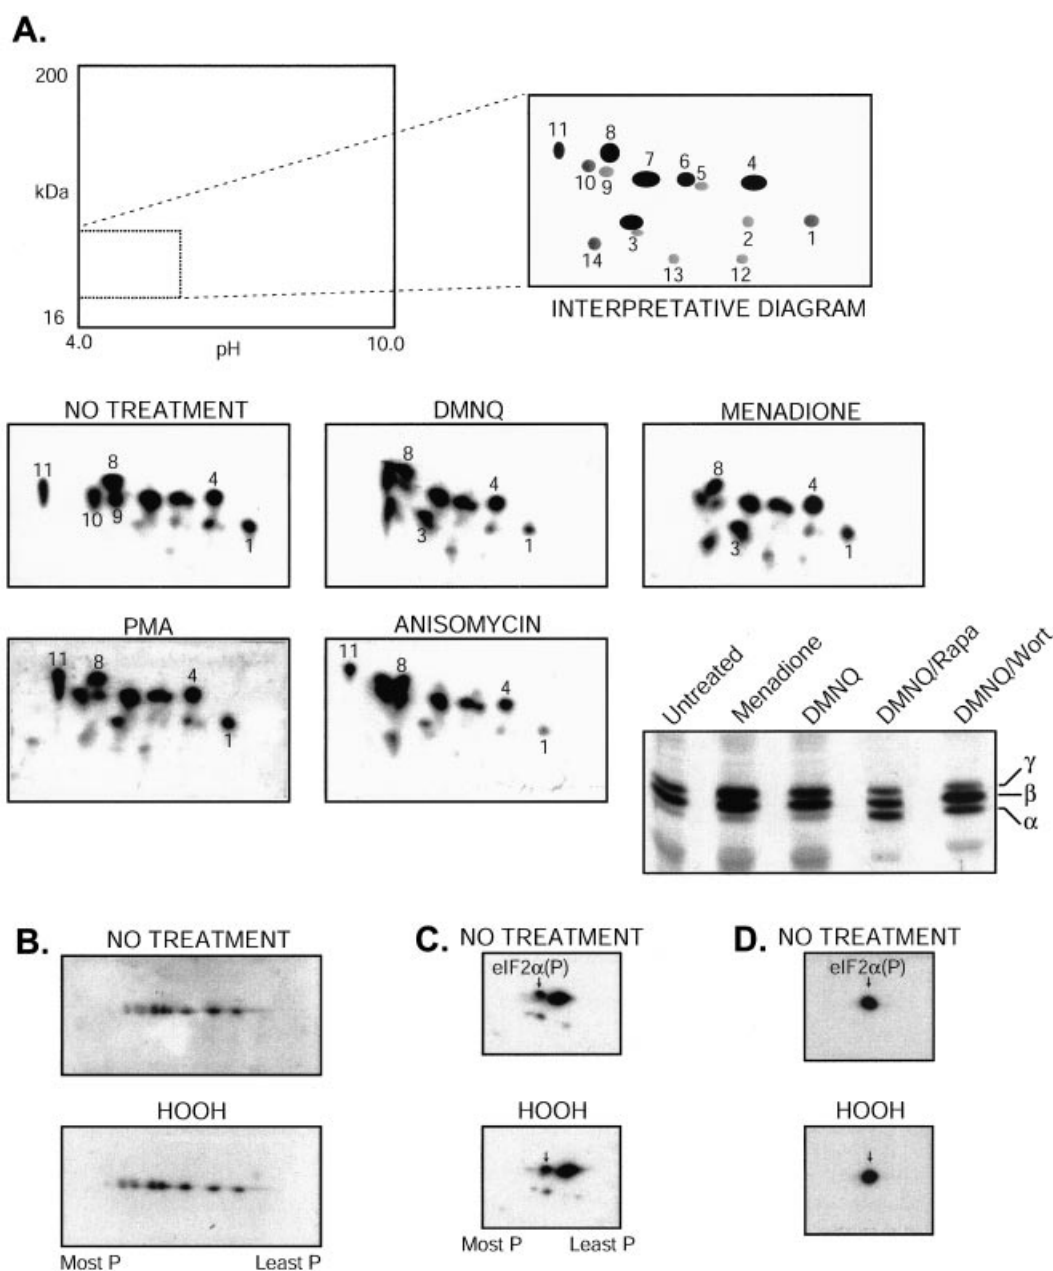 A.
200
kDa
16
4.0
pH
10.0
11
8
7
6
5
4
10
9
3
2
1
14
13
12
INTERPRETATIVE DIAGRAM
NO TREATMENT
11
8
4
10
9
1
DMNQ
8
4
3
1
MENADIONE
8
4
3
1
PMA
11
8
4
1
ANISOMYCIN
11
8
4
1
Untreated
Menadione
DMNQ
DMNQ/Rapa
DMNQ/Wort
γ
β
α
B.
NO TREATMENT
HOOH
Most P
Least P
C.
NO TREATMENT
eIF2α(P)
HOOH
Most P
Least P
D.
NO TREATMENT
eIF2α(P)
HOOH